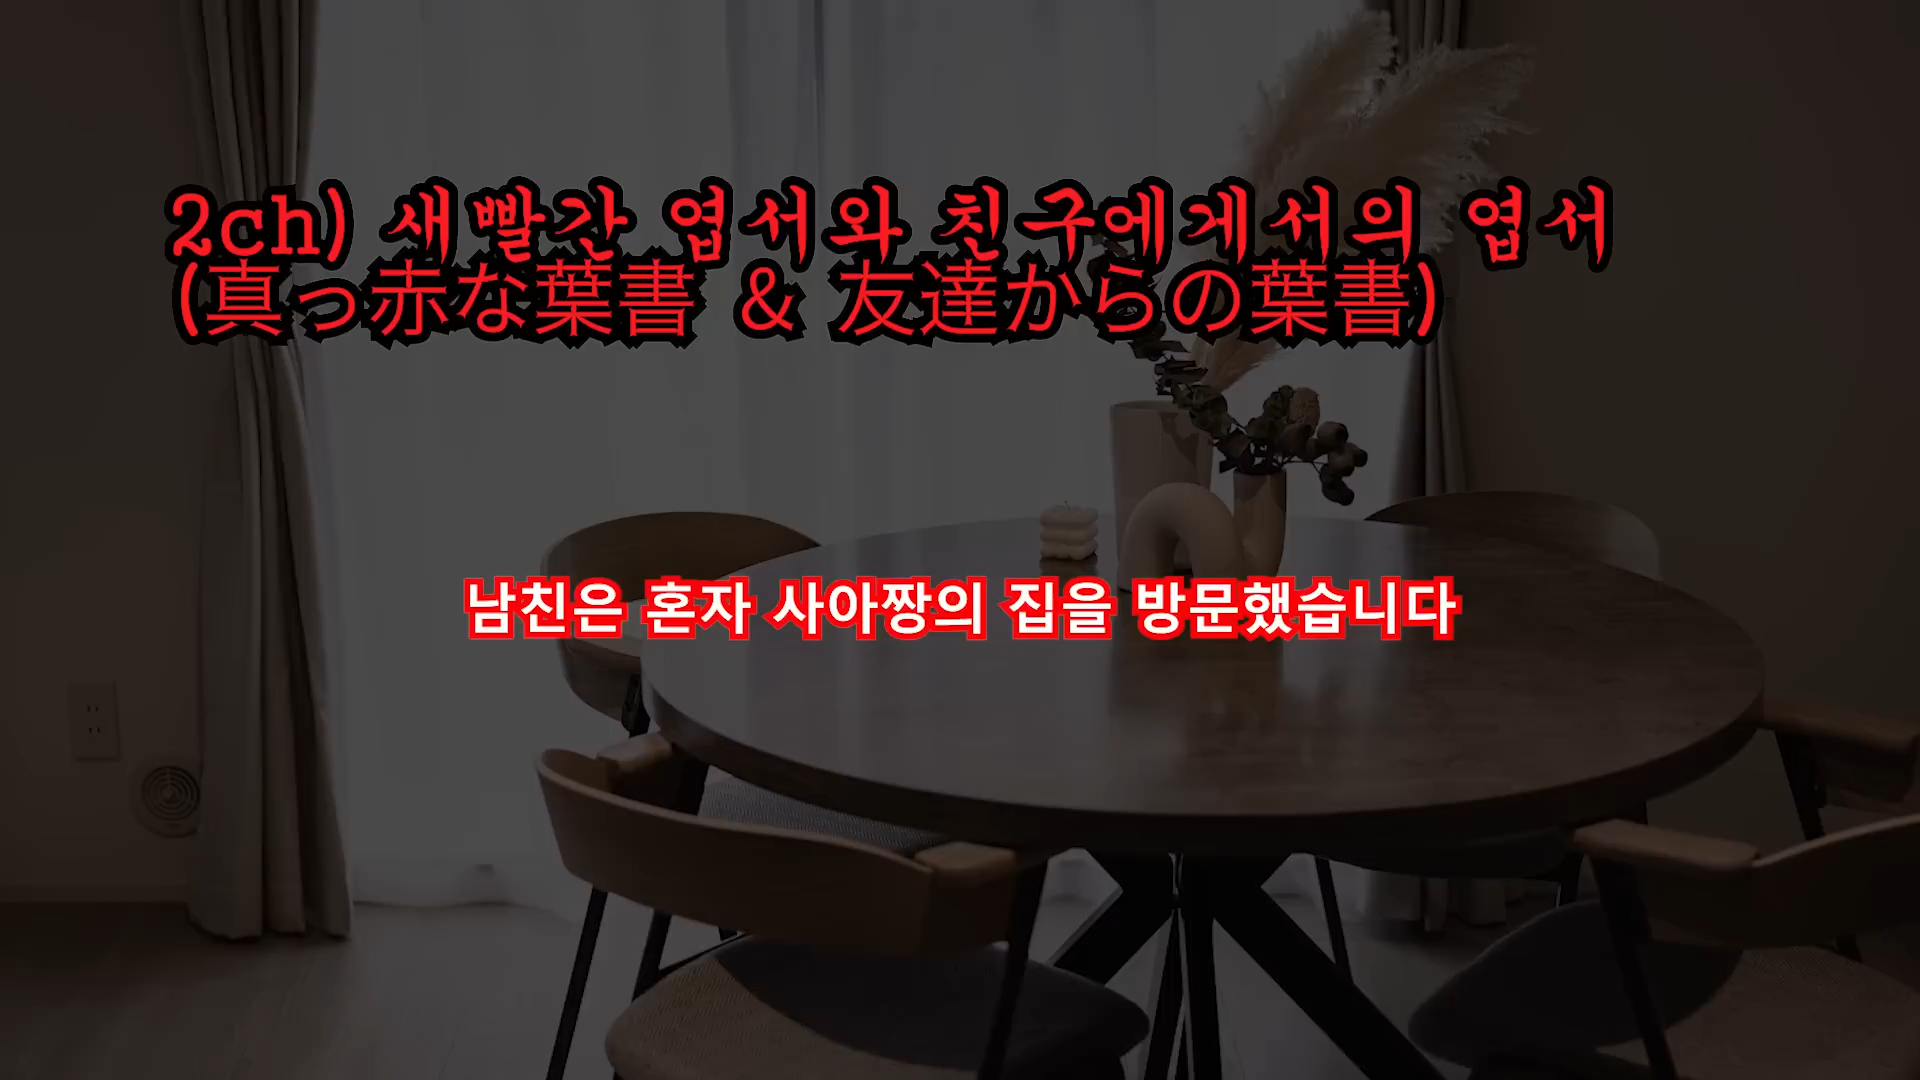 2ch) 새빨간 엽서와 친구에게서의 엽서
(真っ赤な葉書 & 友達からの葉書)
남친은 혼자 사아짱의 집을 방문했습니다